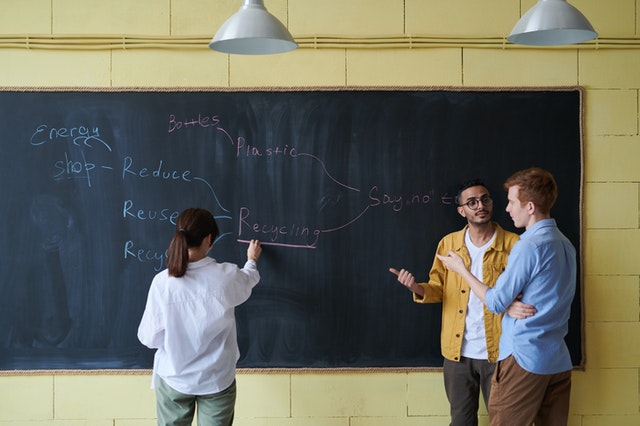 Bottles
Energy
Plastic
shop
Reduce
Say "no"
Reuse
Recycling